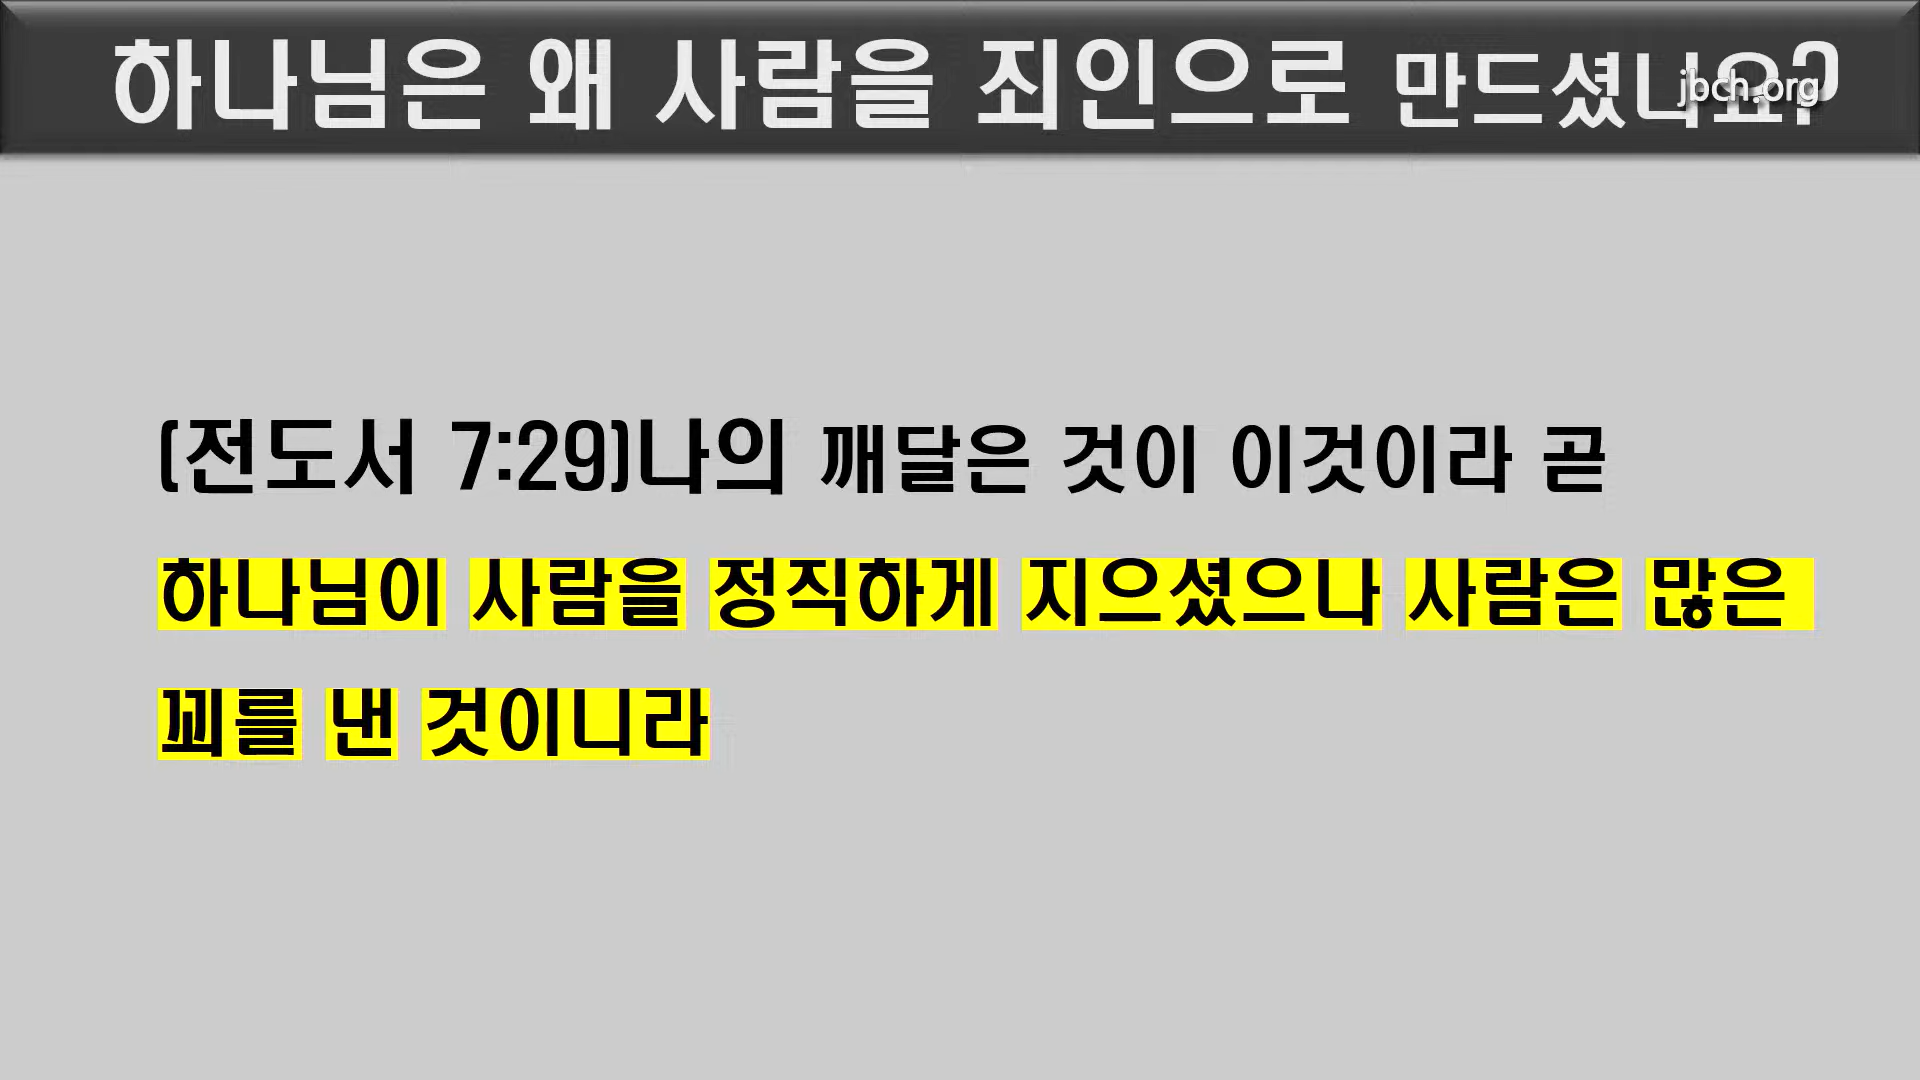 하나님은 왜 사람을 죄인으로 만드셨나요?
jbch.org
(전도서 7:29)나의 깨달은 것이 이것이라 곧
하나님이 사람을 정직하게 지으셨으나 사람은 많은
꾀를 낸 것이니라